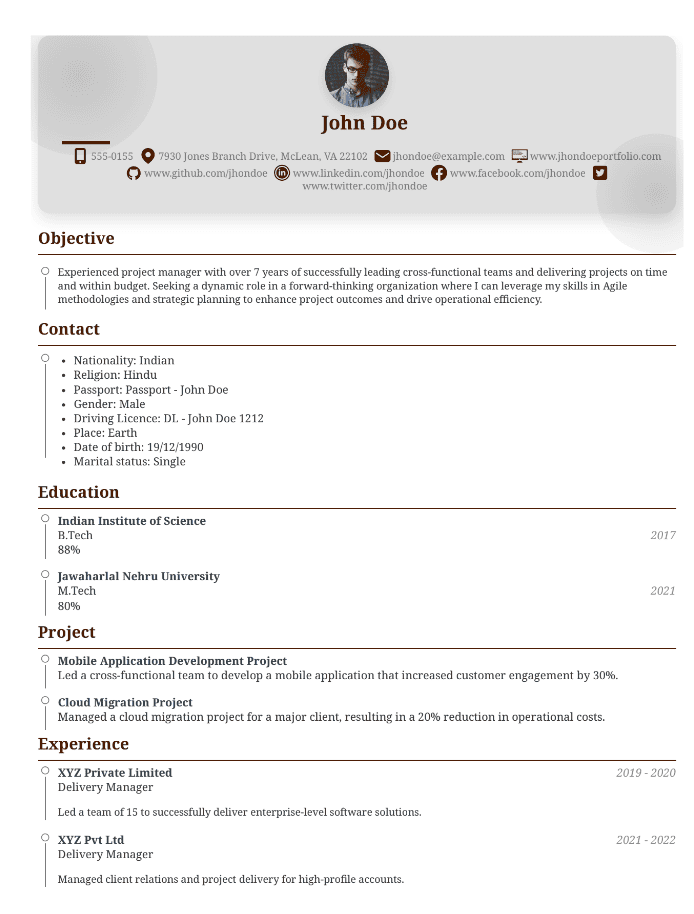 John Doe
555-0155 7930 Jones Branch Drive, McLean, VA 22102 jhondoe@example.com www.jhondoeportfolio.com
www.github.com/jhondoe www.linkedin.com/jhondoe www.facebook.com/jhondoe
www.twitter.com/jhondoe
Objective
Experienced project manager with over 7 years of successfully leading cross-functional teams and delivering projects on time
and within budget. Seeking a dynamic role in a forward-thinking organization where I can leverage my skills in Agile
methodologies and strategic planning to enhance project outcomes and drive operational efficiency.
Contact
• Nationality: Indian
• Religion: Hindu
• Passport: Passport - John Doe
• Gender: Male
• Driving Licence: DL - John Doe 1212
• Place: Earth
• Date of birth: 19/12/1990
• Marital status: Single
Education
Indian Institute of Science
B.Tech 2017
88%
Jawaharlal Nehru University
M.Tech 2021
80%
Project
Mobile Application Development Project
Led a cross-functional team to develop a mobile application that increased customer engagement by 30%.
Cloud Migration Project
Managed a cloud migration project for a major client, resulting in a 20% reduction in operational costs.
Experience
XYZ Private Limited 2019 - 2020
Delivery Manager
Led a team of 15 to successfully deliver enterprise-level software solutions.
XYZ Pvt Ltd 2021 - 2022
Delivery Manager
Managed client relations and project delivery for high-profile accounts.